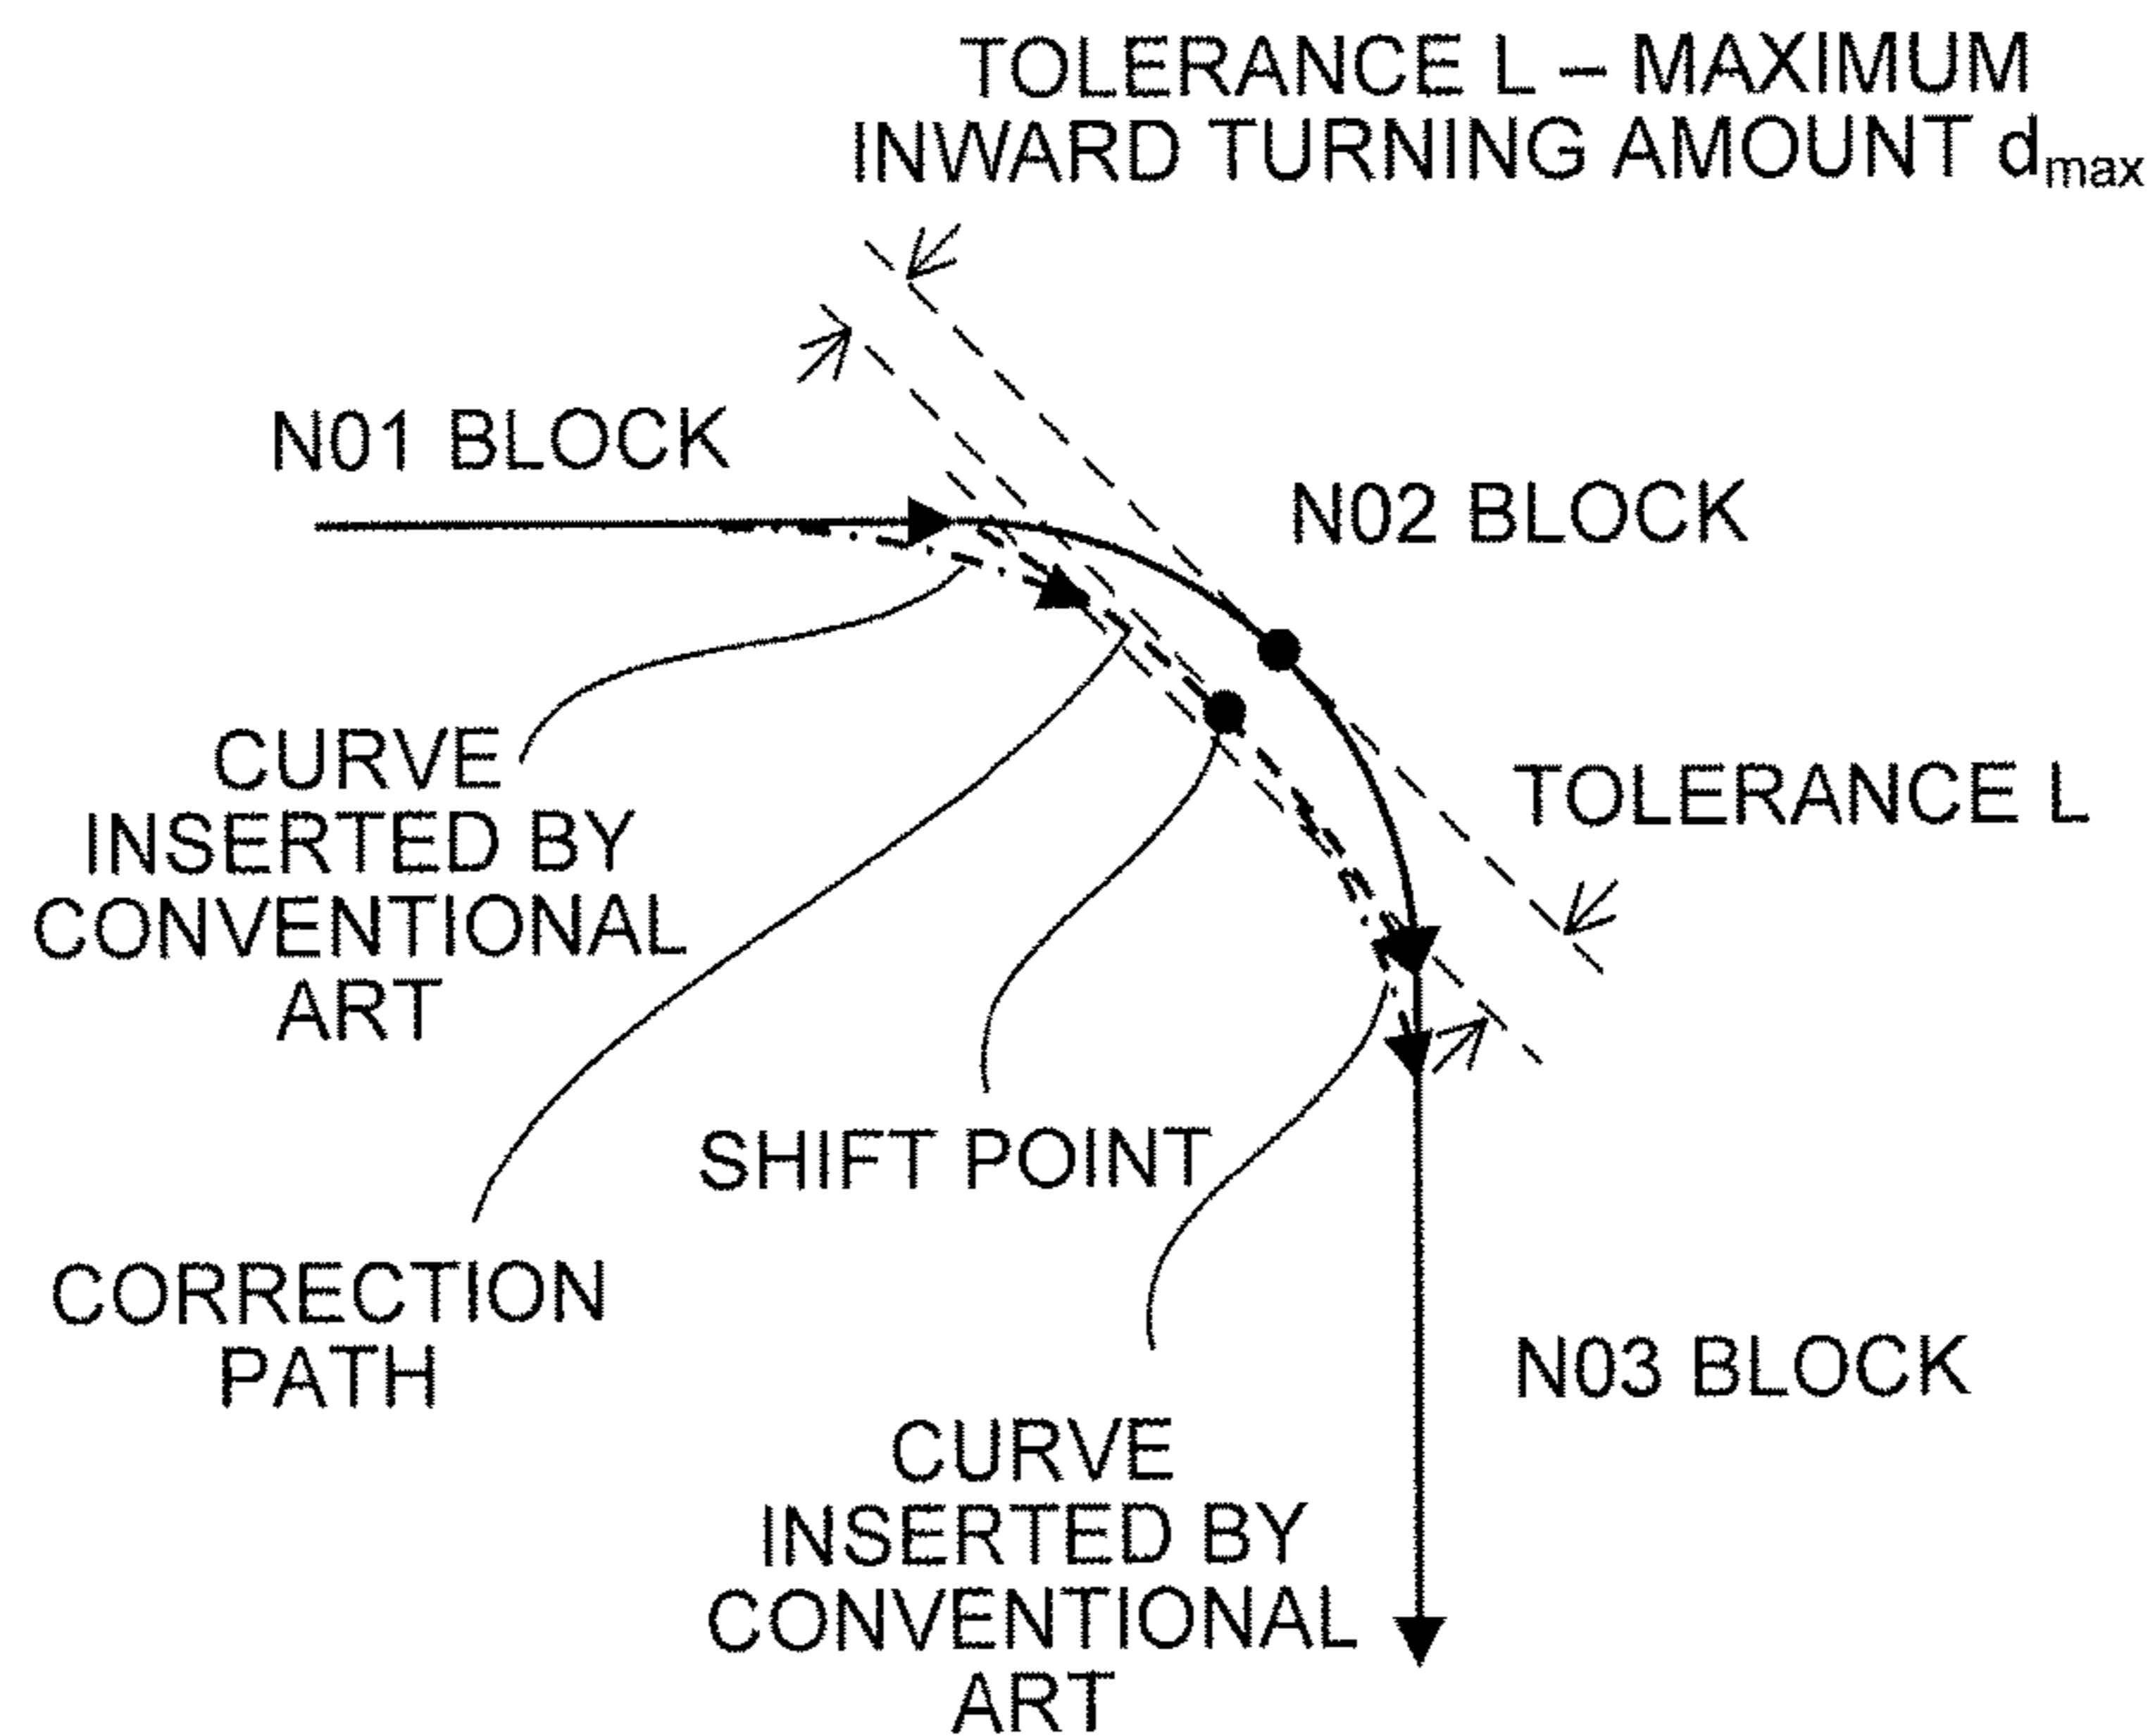 TOLERANCE L – MAXIMUM
INWARD TURNING AMOUNT dmax
N01 BLOCK
N02 BLOCK
CURVE
INSERTED BY
CONVENTIONAL
ART
TOLERANCE L
SHIFT POINT
CORRECTION
PATH
N03 BLOCK
CURVE
INSERTED BY
CONVENTIONAL
ART